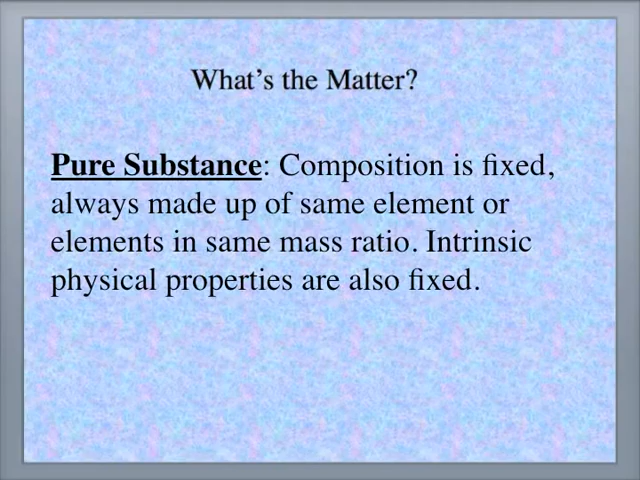 What’s the Matter?
Pure Substance: Composition is fixed,
always made up of same element or
elements in same mass ratio. Intrinsic
physical properties are also fixed.